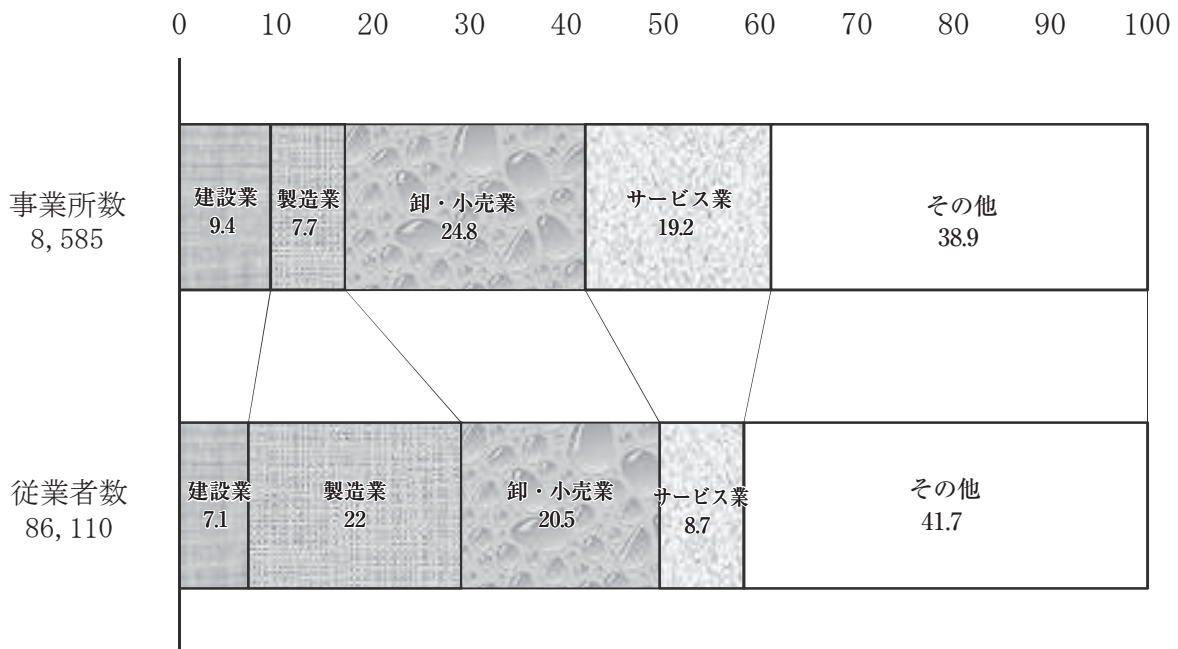 0 10 20 30 40 50 60 70 80 90 100
建設業
9.4
製造業
7.7
卸・小売業
24.8
サービス業
19.2
その他
38.9
事業所数
8,585
建設業
7.1
製造業
22
卸・小売業
20.5
サービス業
8.7
その他
41.7
従業者数
86,110